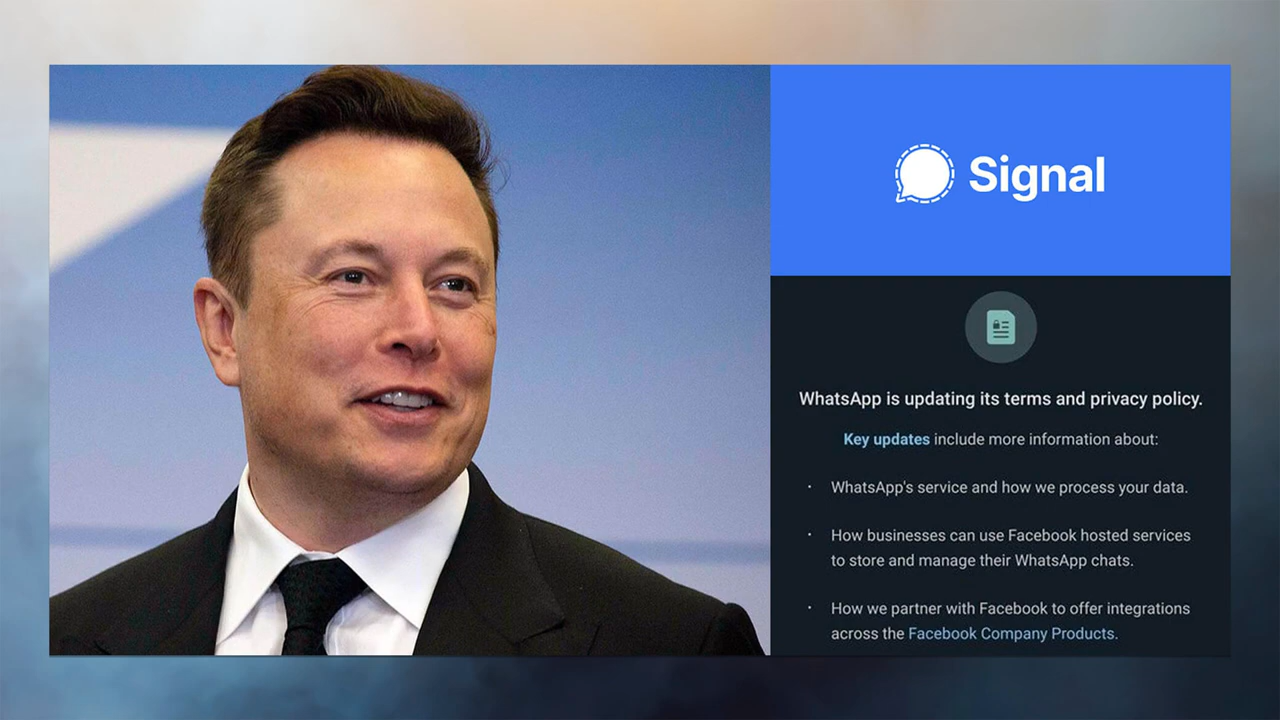 Signal
WhatsApp is updating its terms and privacy policy.
Key updates include more information about:
· WhatsApp's service and how we process your data.
· How businesses can use Facebook hosted services
to store and manage their WhatsApp chats.
· How we partner with Facebook to offer integrations
across the Facebook Company Products.